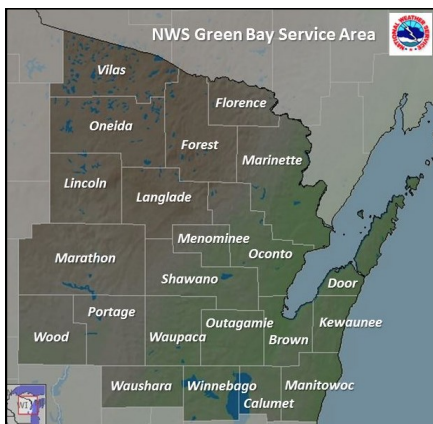 NWS Green Bay Service Area
Vilas
Florence
Oneida
Forest
Marinette
Lincoln
Langlade
Menominee
Oconto
Marathon
Shawano
Door
Portage
Outagamie
Kewaunee
Wood
Waupaca
Brown
Waushara
Winnebago
Manitowoc
Calumet
WI